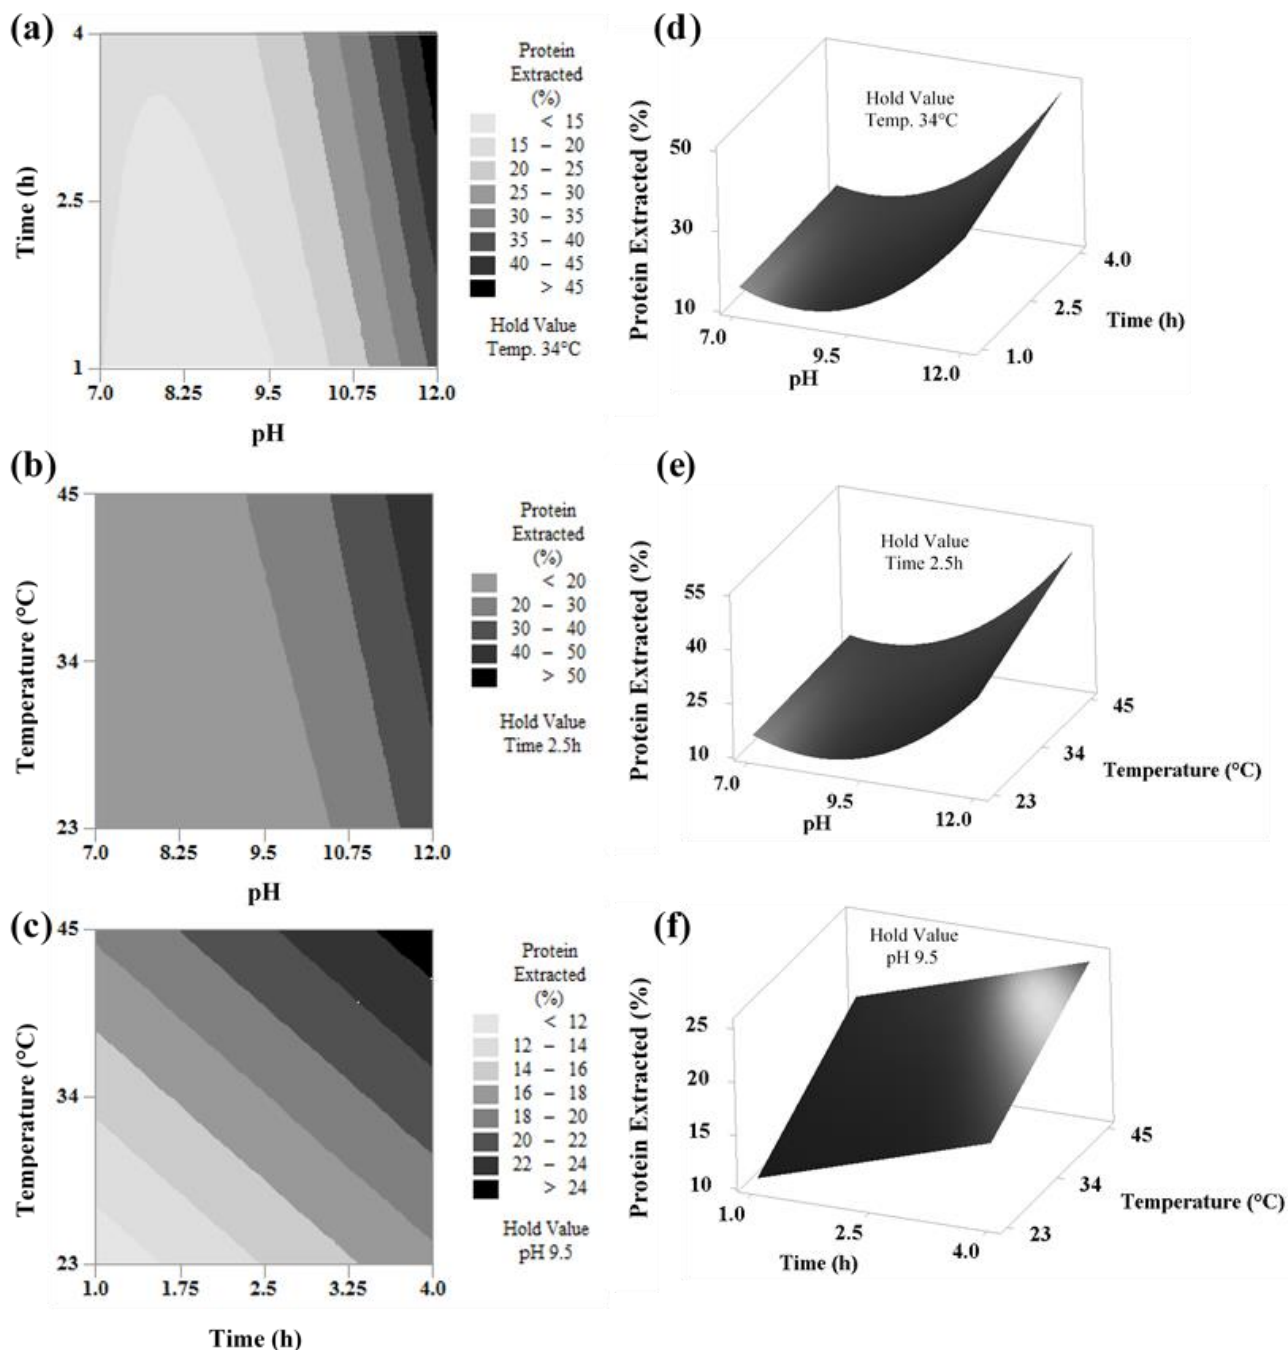 (a)
4
2.5
1
Time (h)
7.0 8.25 9.5 10.75 12.0
pH
Protein
Extracted
(%)
< 15
15 – 20
20 – 25
25 – 30
30 – 35
35 – 40
40 – 45
> 45
Hold Value
Temp. 34°C
(d)
Hold Value
Temp. 34°C
Protein Extracted (%)
50
30
10
7.0
9.5
12.0
pH
4.0
2.5
1.0
Time (h)
(b)
45
34
23
Temperature (°C)
7.0 8.25 9.5 10.75 12.0
pH
Protein
Extracted
(%)
< 20
20 – 30
30 – 40
40 – 50
> 50
Hold Value
Time 2.5h
(e)
Hold Value
Time 2.5h
Protein Extracted (%)
55
40
25
10
7.0
9.5
12.0
pH
45
34
23
Temperature (°C)
(c)
45
34
23
Temperature (°C)
1.0 1.75 2.5 3.25 4.0
Time (h)
Protein
Extracted
(%)
< 12
12 – 14
14 – 16
16 – 18
18 – 20
20 – 22
22 – 24
> 24
Hold Value
pH 9.5
(f)
Hold Value
pH 9.5
Protein Extracted (%)
25
20
15
10
1.0
2.5
4.0
Time (h)
45
34
23
Temperature (°C)